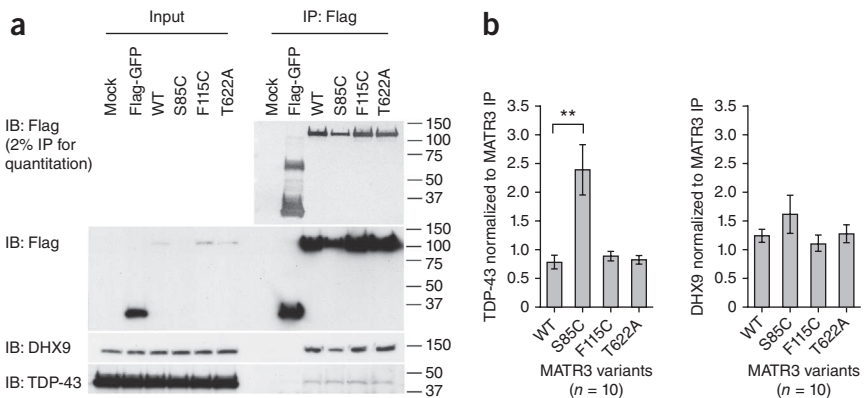 a
Input
IP: Flag
Mock
Flag-GFP
WT
S85C
F115C
T622A
Mock
Flag-GFP
WT
S85C
F115C
T622A
IB: Flag
(2% IP for
quantitation)
150
100
75
50
37
IB: Flag
150
100
75
50
37
IB: DHX9
150
IB: TDP-43
50
37
b
TDP-43 normalized to MATR3 IP
3.5
3.0
2.5
2.0
1.5
1.0
0.5
0
**
WT
S85C
F115C
T622A
MATR3 variants
(n = 10)
DHX9 normalized to MATR3 IP
3.5
3.0
2.5
2.0
1.5
1.0
0.5
0
WT
S85C
F115C
T622A
MATR3 variants
(n = 10)